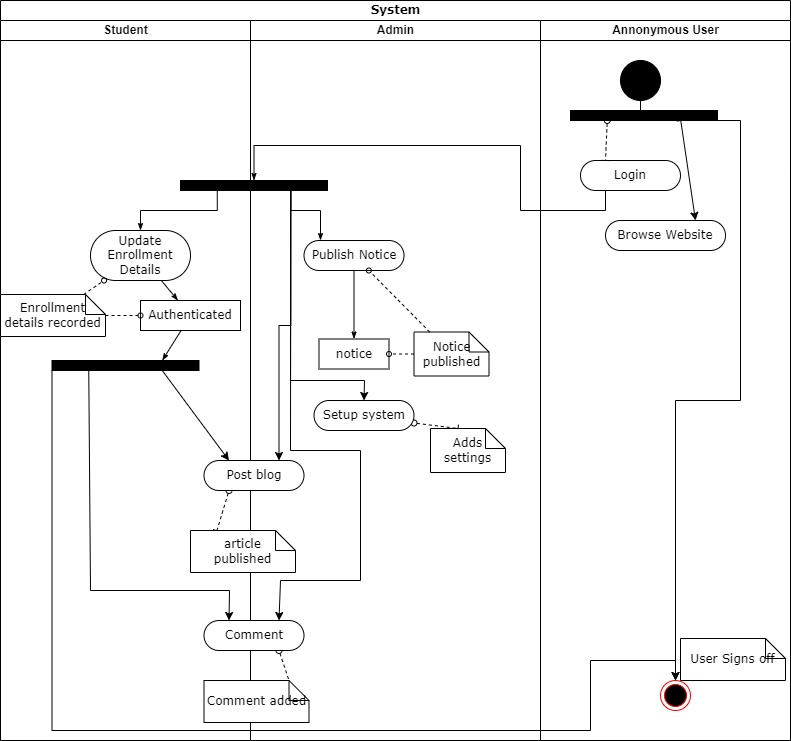 System
Student
Admin
Annonymous User
Login
Update
Enrollment
Details
Publish Notice
Browse Website
Enrollment
details recorded
Authenticated
notice
Notice
published
Setup system
Adds
settings
Post blog
article
published
Comment
User Signs off
Comment added